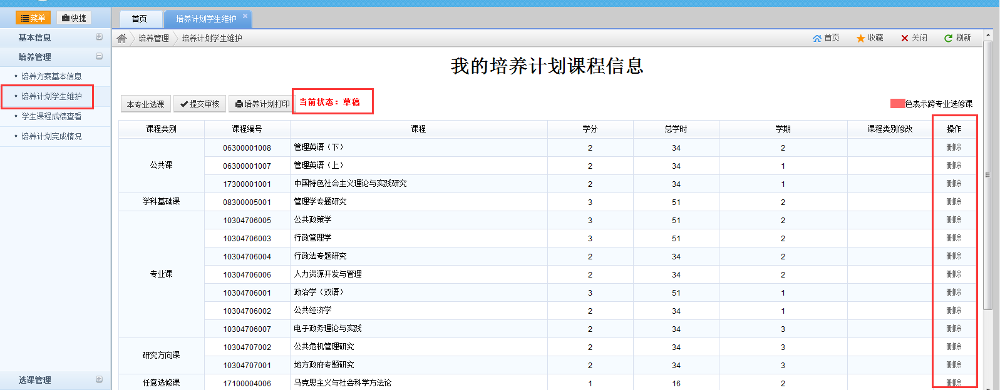 菜单 快捷
首页 培养计划学生维护
基本信息
培养管理 培养计划学生维护 首页 收藏 关闭 刷新
培养管理
培养方案基本信息
培养计划学生维护
学生课程成绩查看
培养计划完成情况
选课管理
我的培养计划课程信息
本专业选课 提交审核 培养计划打印 当前状态：草稿 色表示跨专业选修课
课程类别 课程编号 课程 学分 总学时 学期 课程类别修改 操作
公共课 06300001008 管理英语（下） 2 34 2 删除
06300001007 管理英语（上） 2 34 1 删除
17300001001 中国特色社会主义理论与实践研究 2 34 1 删除
学科基础课 08300005001 管理学专题研究 3 51 2 删除
专业课 10304706005 公共政策学 3 51 2 删除
10304706003 行政管理学 3 51 2 删除
10304706004 行政法专题研究 2 34 2 删除
10304706006 人力资源开发与管理 2 34 2 删除
10304706001 政治学（双语） 3 51 1 删除
10304706002 公共经济学 2 34 1 删除
10304706007 电子政务理论与实践 2 34 3 删除
研究方向课 10304707002 公共危机管理研究 2 34 3 删除
10304707001 地方政府专题研究 2 34 3 删除
任意选修课 17100004006 马克思主义与社会科学方法论 1 16 2 删除